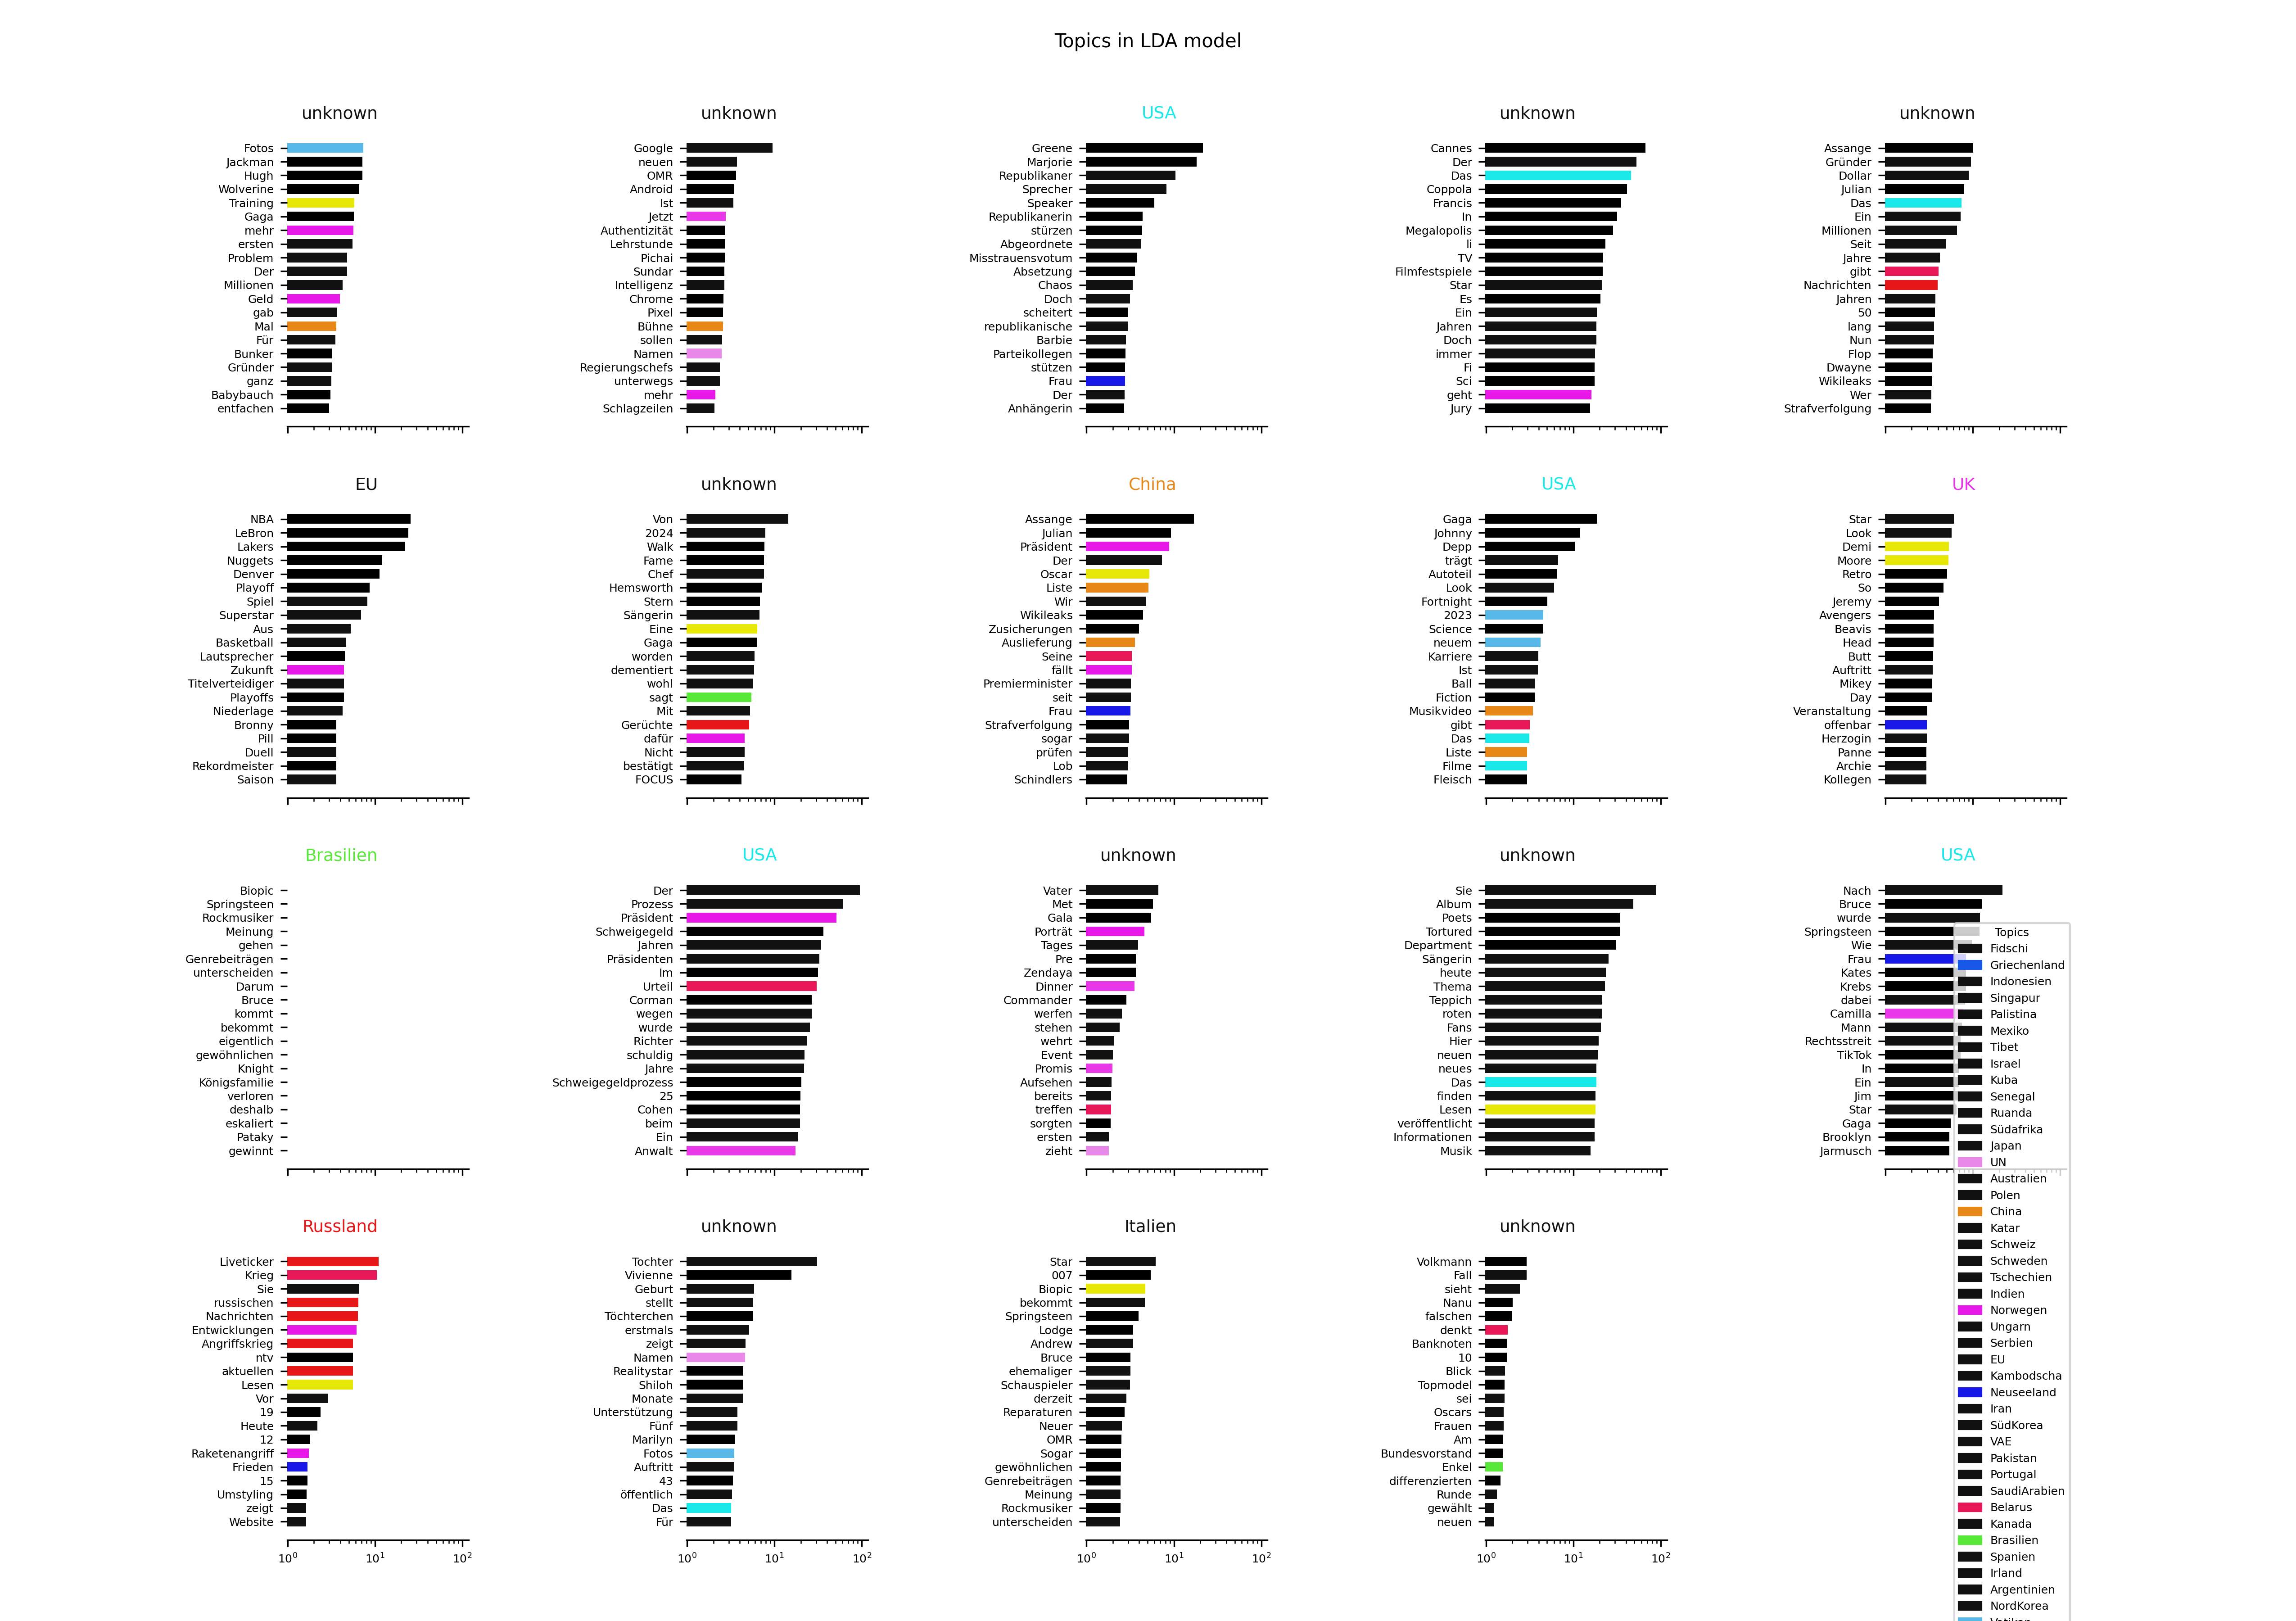 Topics in LDA model
unknown
Fotos
Jackman
Hugh
Wolverine
Training
Gaga
mehr
ersten
Problem
Der
Millionen
Geld
gab
Mal
Für
Bunker
Gründer
ganz
Babybauch
entfachen
unknown
Google
neuen
OMR
Android
Ist
Jetzt
Authentizität
Lehrstunde
Pichai
Sundar
Intelligenz
Chrome
Pixel
Bühne
sollen
Namen
Regierungschefs
unterwegs
mehr
Schlagzeilen
USA
Greene
Marjorie
Republikaner
Sprecher
Speaker
Republikanerin
stürzen
Abgeordnete
Misstrauensvotum
Absetzung
Chaos
Doch
scheitert
republikanische
Barbie
Parteikollegen
stützen
Frau
Der
Anhängerin
unknown
Cannes
Der
Das
Coppola
Francis
In
Megalopolis
li
TV
Filmfestspiele
Star
Es
Ein
Jahren
Doch
immer
Fi
Sci
geht
Jury
unknown
Assange
Gründer
Dollar
Julian
Das
Ein
Millionen
Seit
Jahre
gibt
Nachrichten
Jahren
50
lang
Nun
Flop
Dwayne
Wikileaks
Wer
Strafverfolgung
EU
NBA
LeBron
Lakers
Nuggets
Denver
Playoff
Spiel
Superstar
Aus
Basketball
Lautsprecher
Zukunft
Titelverteidiger
Playoffs
Niederlage
Bronny
Pill
Duell
Rekordmeister
Saison
unknown
Von
2024
Walk
Fame
Chef
Hemsworth
Stern
Sängerin
Eine
Gaga
worden
dementiert
wohl
sagt
Mit
Gerüchte
dafür
Nicht
bestätigt
FOCUS
China
Assange
Julian
Präsident
Der
Oscar
Liste
Wir
Wikileaks
Zusicherungen
Auslieferung
Seine
fällt
Premierminister
seit
Frau
Strafverfolgung
sogar
prüfen
Lob
Schindlers
USA
Gaga
Johnny
Depp
trägt
Autoteil
Look
Fortnight
2023
Science
neuem
Karriere
Ist
Ball
Fiction
Musikvideo
gibt
Das
Liste
Filme
Fleisch
UK
Star
Look
Demi
Moore
Retro
So
Jeremy
Avengers
Beavis
Head
Butt
Auftritt
Mikey
Day
Veranstaltung
offenbar
Herzogin
Panne
Archie
Kollegen
Brasilien
Biopic
Springsteen
Rockmusiker
Meinung
gehen
Genrebeiträgen
unterscheiden
Darum
Bruce
kommt
bekommt
eigentlich
gewöhnlichen
Knight
Königsfamilie
verloren
deshalb
eskaliert
Pataky
gewinnt
USA
Der
Prozess
Präsident
Schweigegeld
Jahren
Präsidenten
Im
Urteil
Corman
wegen
wurde
Richter
schuldig
Jahre
Schweigegeldprozess
25
Cohen
beim
Ein
Anwalt
unknown
Vater
Met
Gala
Porträt
Tages
Pre
Zendaya
Dinner
Commander
werfen
stehen
wehrt
Event
Promis
Aufsehen
bereits
treffen
sorgten
ersten
zieht
unknown
Sie
Album
Poets
Tortured
Department
Sängerin
heute
Thema
Teppich
roten
Fans
Hier
neuen
neues
Das
finden
Lesen
veröffentlicht
Informationen
Musik
USA
Nach
Bruce
wurde
Springsteen
Wie
Frau
Kates
Krebs
dabei
Camilla
Mann
Rechtsstreit
TikTok
In
Ein
Jim
Star
Gaga
Brooklyn
Jarmusch
Russland
Liveticker
Krieg
Sie
russischen
Nachrichten
Entwicklungen
Angriffskrieg
ntv
aktuellen
Lesen
Vor
19
Heute
12
Raketenangriff
Frieden
15
Umstyling
zeigt
Website
10⁰ 10¹ 10²
unknown
Tochter
Vivienne
Geburt
stellt
Töchterchen
erstmals
zeigt
Namen
Realitystar
Shiloh
Monate
Unterstützung
Fünf
Marilyn
Fotos
Auftritt
43
öffentlich
Das
Für
10⁰ 10¹ 10²
Italien
Star
007
Biopic
bekommt
Springsteen
Lodge
Andrew
Bruce
ehemaliger
Schauspieler
derzeit
Reparaturen
Neuer
OMR
Sogar
gewöhnlichen
Genrebeiträgen
Meinung
Rockmusiker
unterscheiden
10⁰ 10¹ 10²
unknown
Volkmann
Fall
sieht
Nanu
falschen
denkt
Banknoten
10
Blick
Topmodel
sei
Oscars
Frauen
Am
Bundesvorstand
Enkel
differenzierten
Runde
gewählt
neuen
10⁰ 10¹ 10²
Topics
Fidschi
Griechenland
Indonesien
Singapur
Palistina
Mexiko
Tibet
Israel
Kuba
Senegal
Ruanda
Südafrika
Japan
UN
Australien
Polen
China
Katar
Schweiz
Schweden
Tschechien
Indien
Norwegen
Ungarn
Serbien
EU
Kambodscha
Neuseeland
Iran
SüdKorea
VAE
Pakistan
Portugal
SaudiArabien
Belarus
Kanada
Brasilien
Spanien
Irland
Argentinien
NordKorea